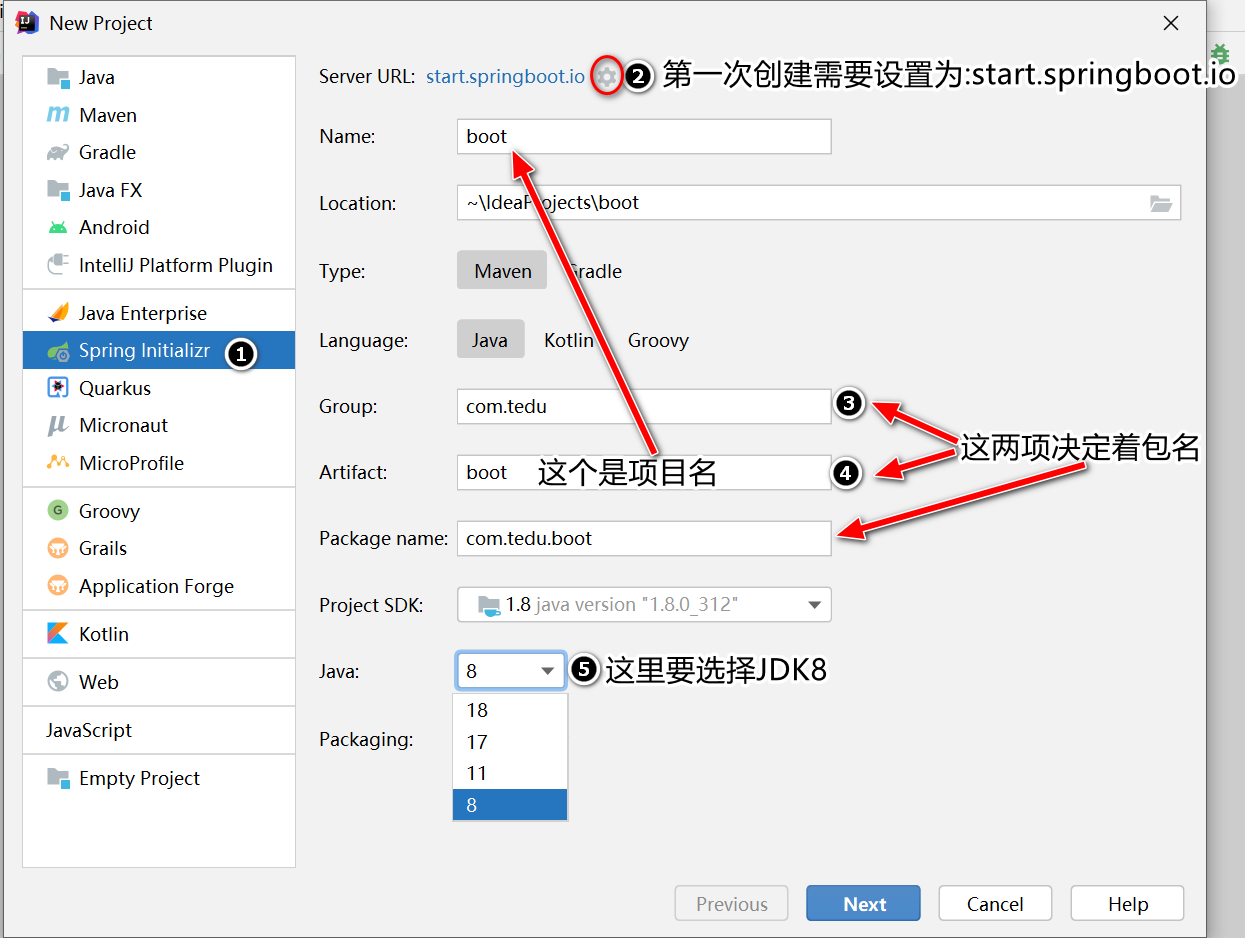 New Project
Java
Maven
Gradle
Java FX
Android
IntelliJ Platform Plugin
Java Enterprise
Spring Initializr ❶
Quarkus
Micronaut
MicroProfile
Groovy
Grails
Application Forge
Kotlin
Web
JavaScript
Empty Project
Server URL: start.springboot.io ❷ 第一次创建需要设置为:start.springboot.io
Name: boot
Location: ~\IdeaProjects\boot
Type: Maven Gradle
Language: Java Kotlin Groovy
Group: com.tedu ❸
这两项决定着包名
Artifact: boot 这个是项目名 ❹
Package name: com.tedu.boot
Project SDK: 1.8 java version "1.8.0_312"
Java: 8 ❺ 这里要选择JDK8
18
Packaging: 17
11
8
Previous Next Cancel Help